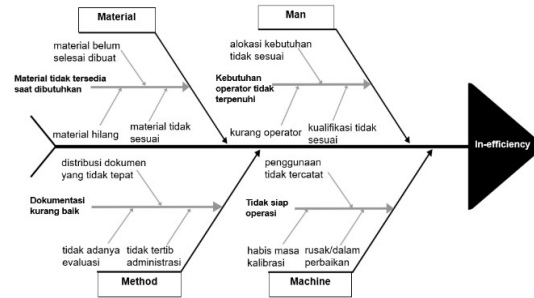 Material
Man
material belum
selesai dibuat
alokasi kebutuhan
tidak sesuai
Material tidak tersedia
saat dibutuhkan
Kebutuhan
operator tidak
terpenuhi
material hilang
material tidak
sesuai
kurang operator
kualifikasi tidak
sesuai
In-efficiency
distribusi dokumen
yang tidak tepat
penggunaan
tidak tercatat
Dokumentasi
kurang baik
Tidak siap
operasi
tidak adanya
evaluasi
tidak tertib
administrasi
habis masa
kalibrasi
rusak/dalam
perbaikan
Method
Machine